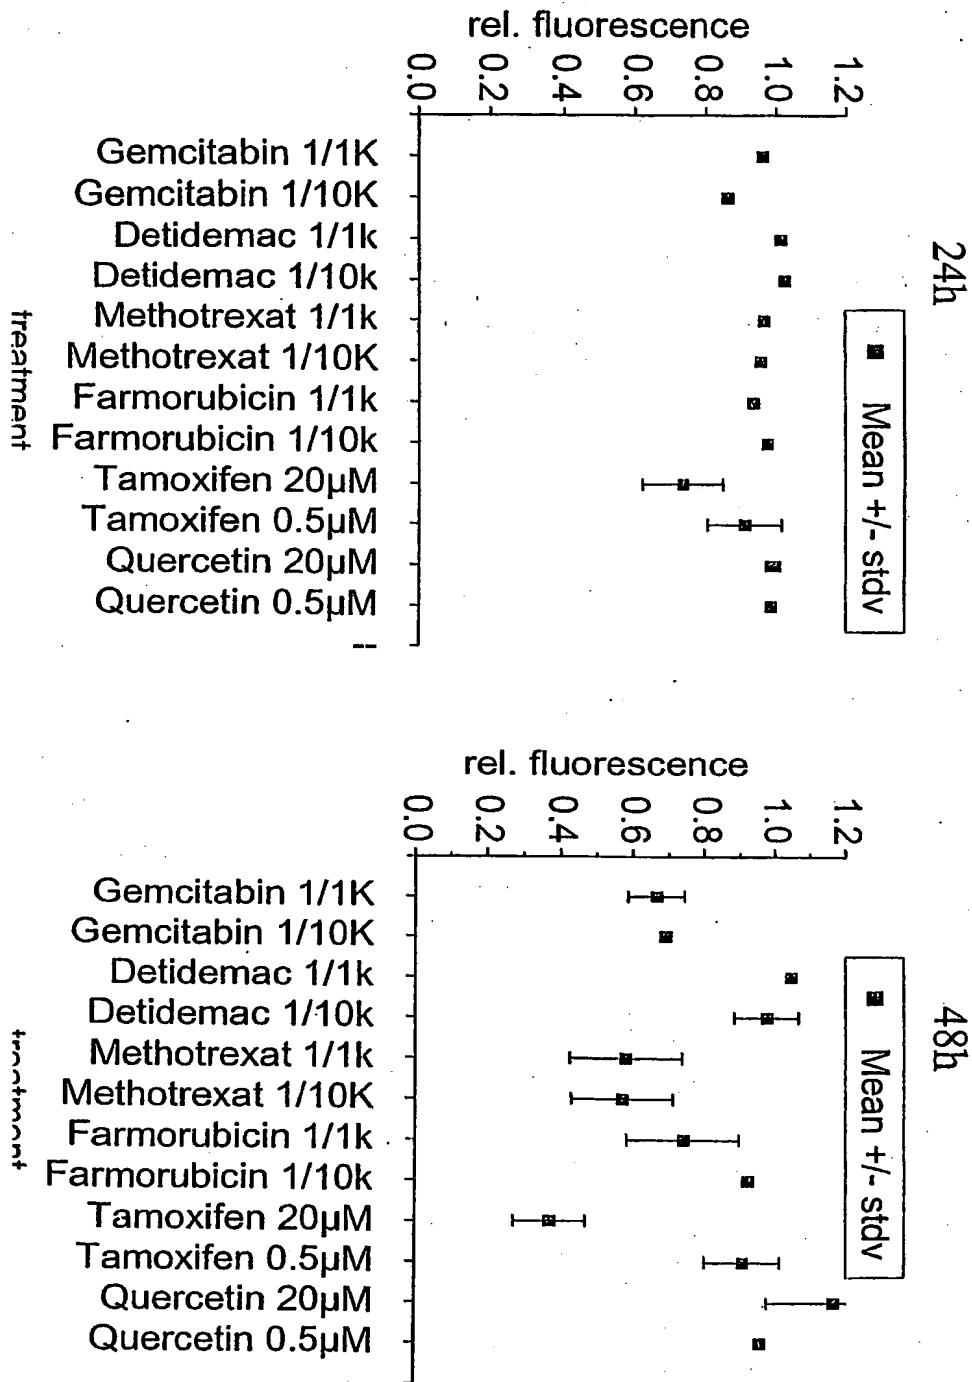 rel. fluorescence
0.0
0.2
0.4
0.6
0.8
1.0
1.2
Gemcitabin 1/1K
Gemcitabin 1/10K
Detidemac 1/1k
Detidemac 1/10k
Methotrexat 1/1k
Methotrexat 1/10K
Farmorubicin 1/1k
Farmorubicin 1/10k
Tamoxifen 20µM
Tamoxifen 0.5µM
Quercetin 20µM
Quercetin 0.5µM
treatment
24h
Mean +/- stdv
rel. fluorescence
0.0
0.2
0.4
0.6
0.8
1.0
1.2
Gemcitabin 1/1K
Gemcitabin 1/10K
Detidemac 1/1k
Detidemac 1/10k
Methotrexat 1/1k
Methotrexat 1/10K
Farmorubicin 1/1k
Farmorubicin 1/10k
Tamoxifen 20µM
Tamoxifen 0.5µM
Quercetin 20µM
Quercetin 0.5µM
treatment
48h
Mean +/- stdv